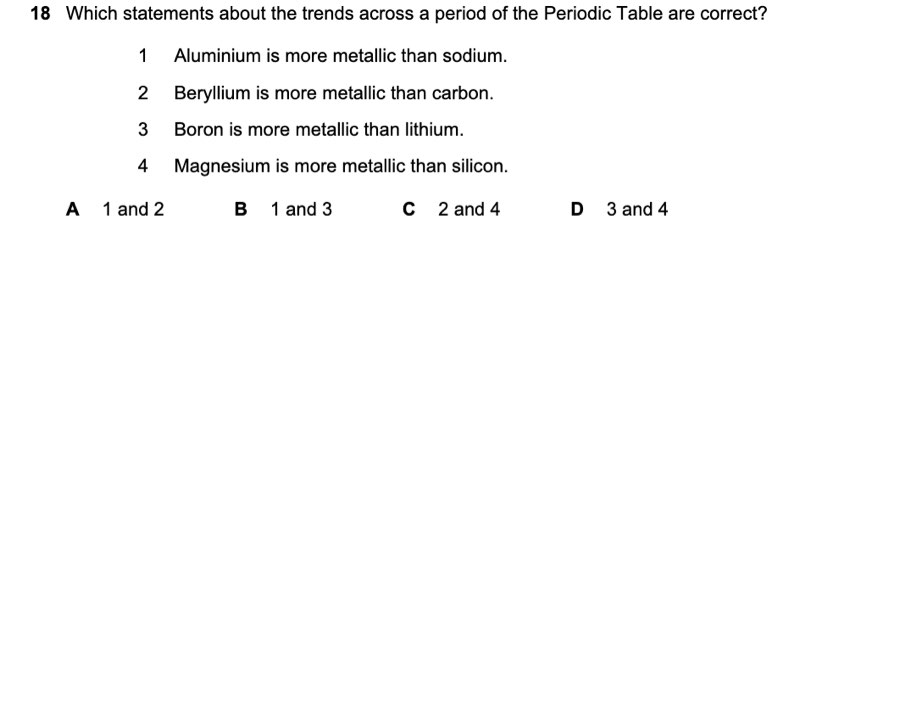 18 Which statements about the trends across a period of the Periodic Table are correct?
1 Aluminium is more metallic than sodium.
2 Beryllium is more metallic than carbon.
3 Boron is more metallic than lithium.
4 Magnesium is more metallic than silicon.
A 1 and 2 B 1 and 3 C 2 and 4 D 3 and 4